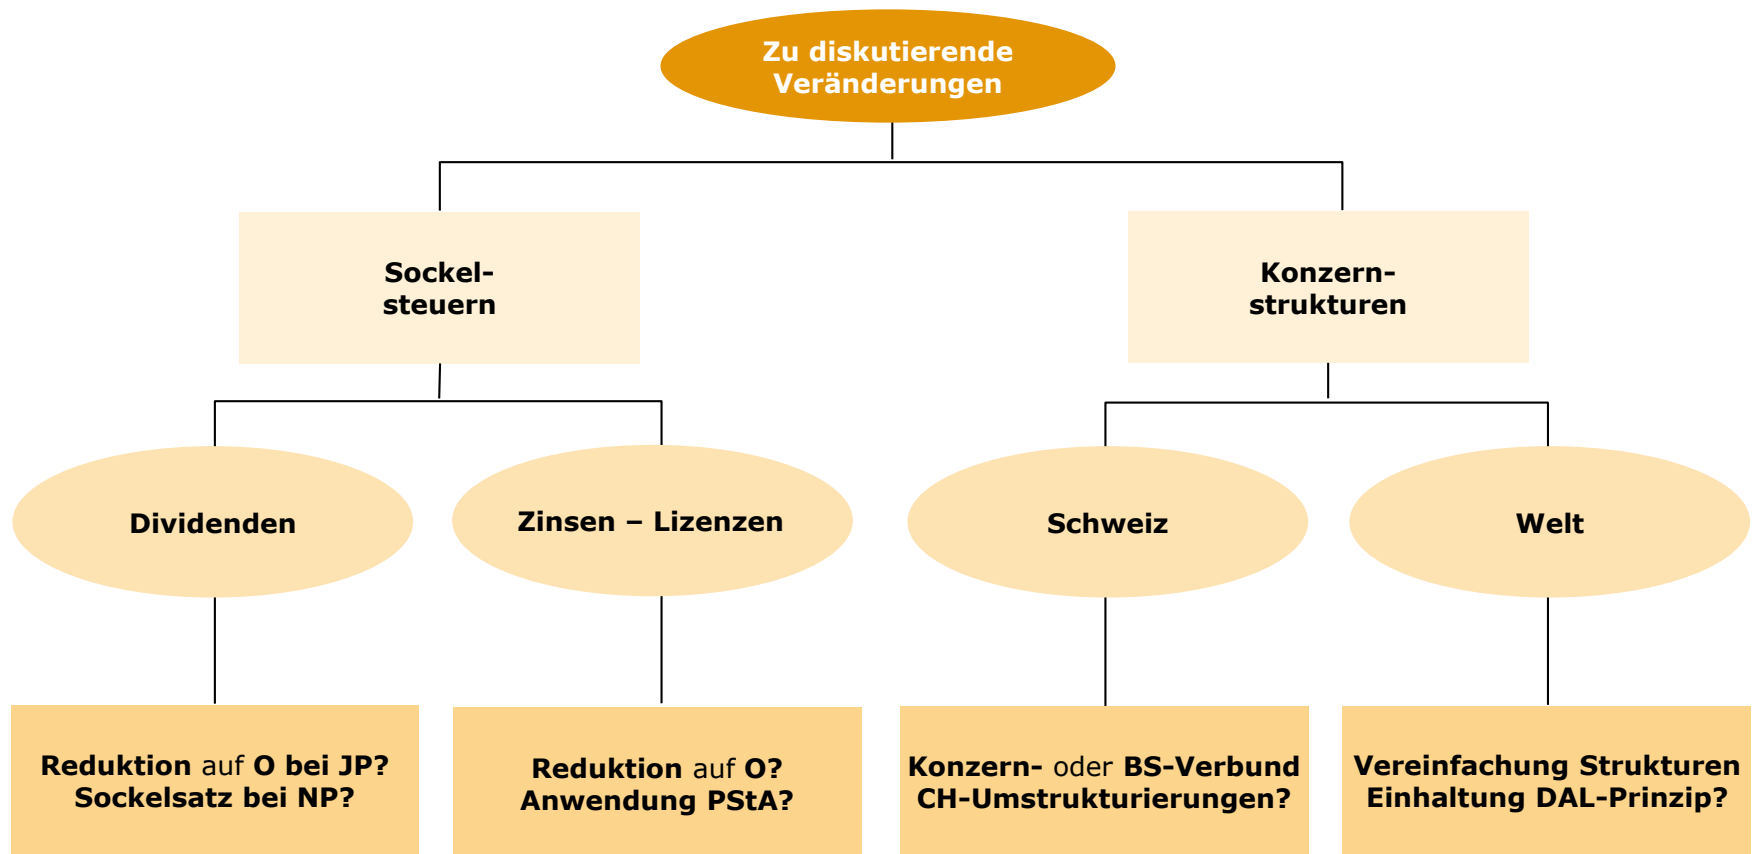 Zu diskutierende
Veränderungen
Sockel-
steuern
Konzern-
strukturen
Dividenden
Zinsen – Lizenzen
Schweiz
Welt
Reduktion auf O bei JP?
Sockelsatz bei NP?
Reduktion auf O?
Anwendung PStA?
Konzern- oder BS-Verbund
CH-Umstrukturierungen?
Vereinfachung Strukturen
Einhaltung DAL-Prinzip?